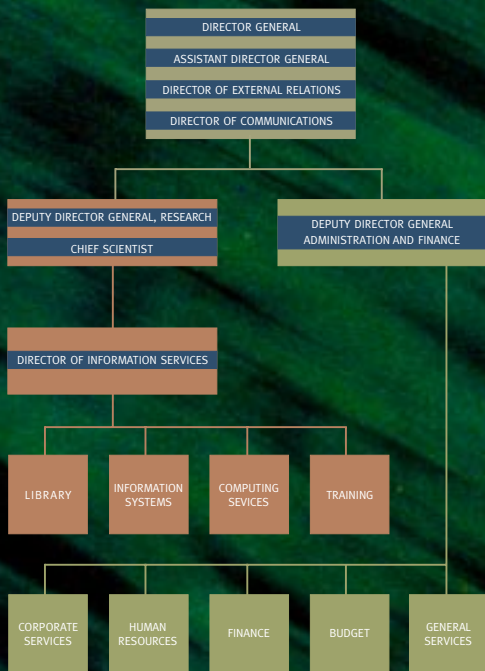 DIRECTOR GENERAL
ASSISTANT DIRECTOR GENERAL
DIRECTOR OF EXTERNAL RELATIONS
DIRECTOR OF COMMUNICATIONS
DEPUTY DIRECTOR GENERAL, RESEARCH
CHIEF SCIENTIST
DEPUTY DIRECTOR GENERAL
ADMINISTRATION AND FINANCE
DIRECTOR OF INFORMATION SERVICES
LIBRARY
INFORMATION
SYSTEMS
COMPUTING
SEVICES
TRAINING
CORPORATE
SERVICES
HUMAN
RESOURCES
FINANCE
BUDGET
GENERAL
SERVICES